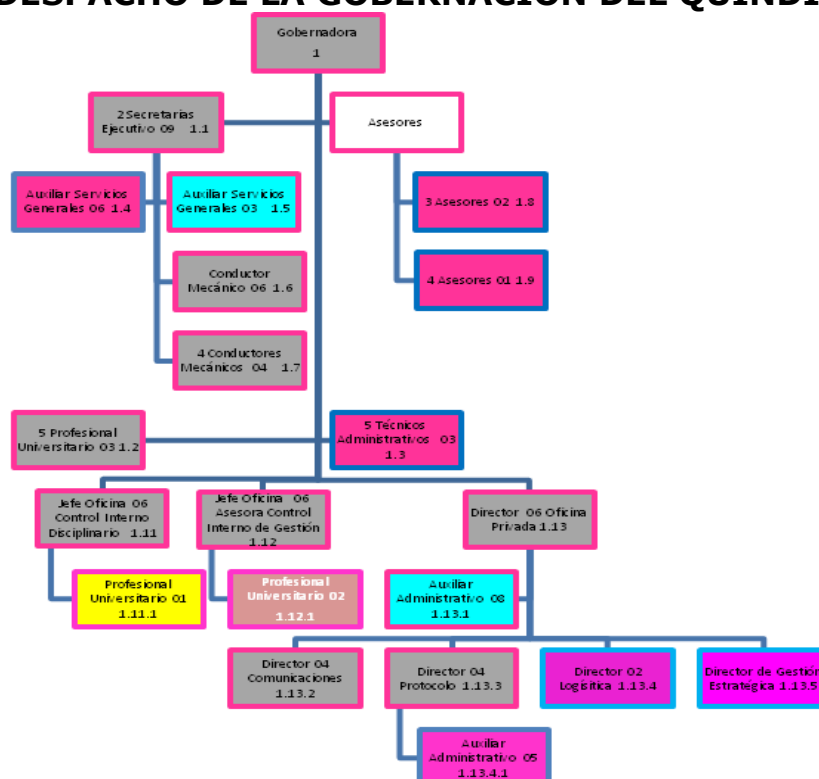 DESPACHO DE LA GOBERNACIÓN DEL QUINDI
Gobernadora
1
2 Secretarias
Ejecutivo 09 1.1
Asesores
Auxiliar Servicios
Generales 06 1.4
Auxiliar Servicios
Generales 03 1.5
3 Asesores 02 1.8
Conductor
Mecánico 06 1.6
4 Asesores 01 1.9
4 Conductores
Mecánicos 04 1.7
5 Profesional
Universitario 03 1.2
5 Técnicos
Administrativos 03
1.3
Jefe Oficina 06
Control Interno
Disciplinario 1.11
Jefe Oficina 06
Asesora Control
Interno de Gestión
1.12
Director 06 Oficina
Privada 1.13
Profesional
Universitario 01
1.11.1
Profesional
Universitario 02
1.12.1
Auxiliar
Administrativo 08
1.13.1
Director 04
Comunicaciones
1.13.2
Director 04
Protocolo 1.13.3
Director 02
Logísitica 1.13.4
Director de Gestión
Estratégica 1.13.5
Auxiliar
Administrativo 05
1.13.4.1